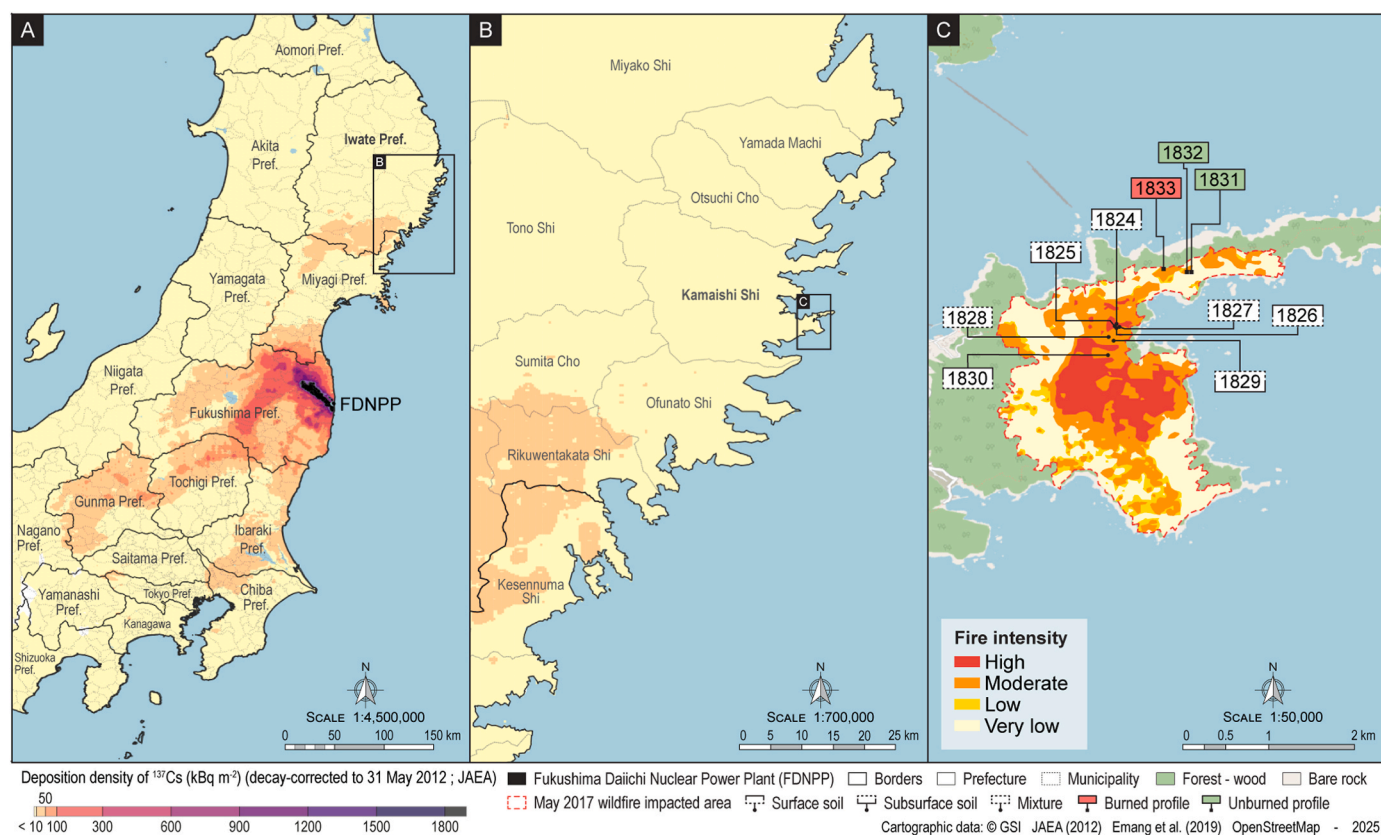 A
Aomori Pref.
Akita
Pref.
Iwate Pref.
B
Yamagata
Pref.
Miyagi Pref.
Niigata
Pref.
Fukushima Pref.
FDNPP
Tochigi Pref.
Gunma Pref.
Nagano
Pref.
Ibaraki
Pref.
Saitama Pref.
Yamanashi
Pref.
Tokyo Pref.
Chiba
Pref.
Kanagawa
Shizuoka
Pref.
N
SCALE 1:4,500,000
0 50 100 150 km
B
Miyako Shi
Yamada Machi
Otsuchi Cho
Tono Shi
Kamaishi Shi
C
Sumita Cho
Ofunato Shi
Rikuwentakata Shi
Kesennuma
Shi
N
SCALE 1:700,000
0 5 10 15 20 25 km
C
1832
1833
1831
1824
1825
1828
1827
1826
1830
1829
Fire intensity
High
Moderate
Low
Very low
N
SCALE 1:50,000
0 0.5 1 2 km
Deposition density of ¹³⁷Cs (kBq m⁻²) (decay-corrected to 31 May 2012 ; JAEA)
50
< 10 100 300 600 900 1200 1500 1800
Fukushima Daiichi Nuclear Power Plant (FDNPP) Borders Prefecture Municipality Forest - wood Bare rock
May 2017 wildfire impacted area Surface soil Subsurface soil Mixture Burned profile Unburned profile
Cartographic data: © GSI JAEA (2012) Emang et al. (2019) OpenStreetMap - 2025